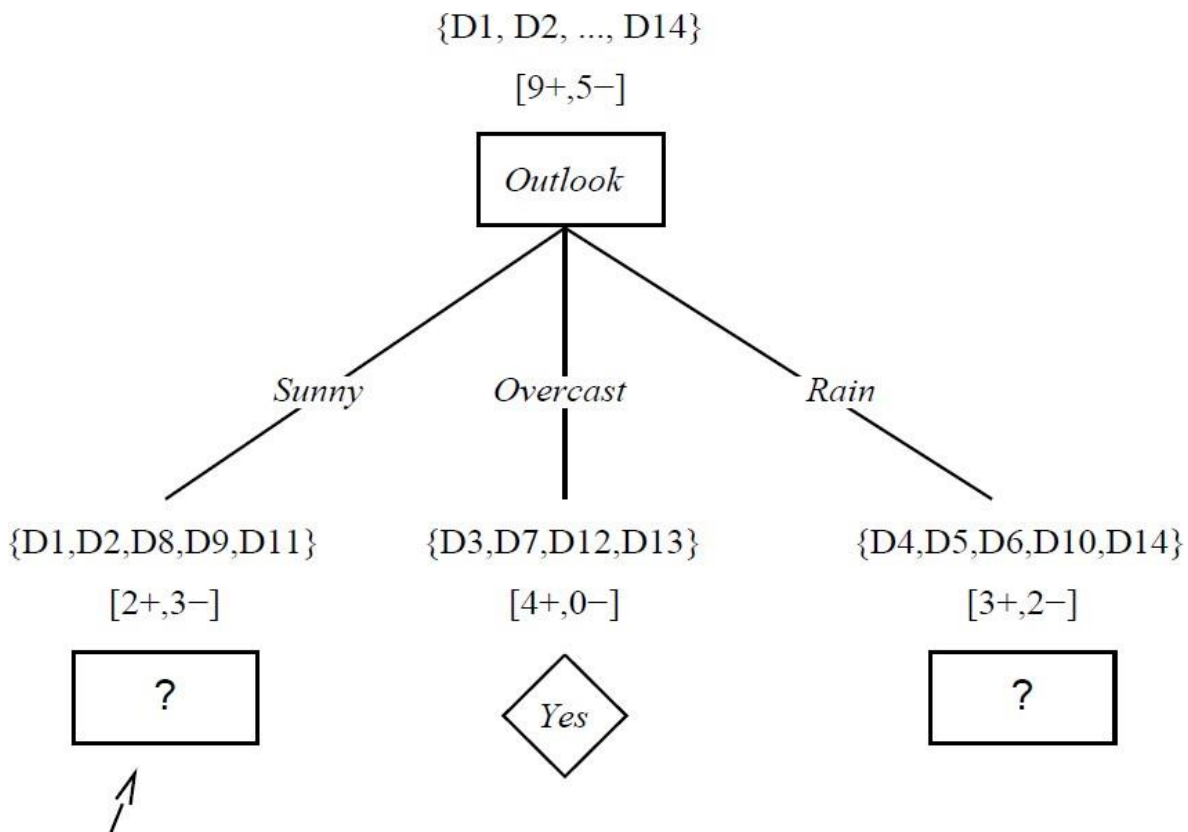 {D1, D2, ..., D14}
[9+,5−]
Outlook
Sunny Overcast Rain
{D1,D2,D8,D9,D11} {D3,D7,D12,D13} {D4,D5,D6,D10,D14}
[2+,3−] [4+,0−] [3+,2−]
? Yes ?